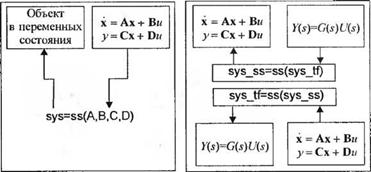 Объект
в переменных
состояния
ẋ = Ax + Bu
y = Cx + Du
sys=ss(A,B,C,D)
ẋ = Ax + Bu
y = Cx + Du
Y(s)=G(s)U(s)
sys_ss=ss(sys_tf)
sys_tf=ss(sys_ss)
Y(s)=G(s)U(s)
ẋ = Ax + Bu
y = Cx + Du